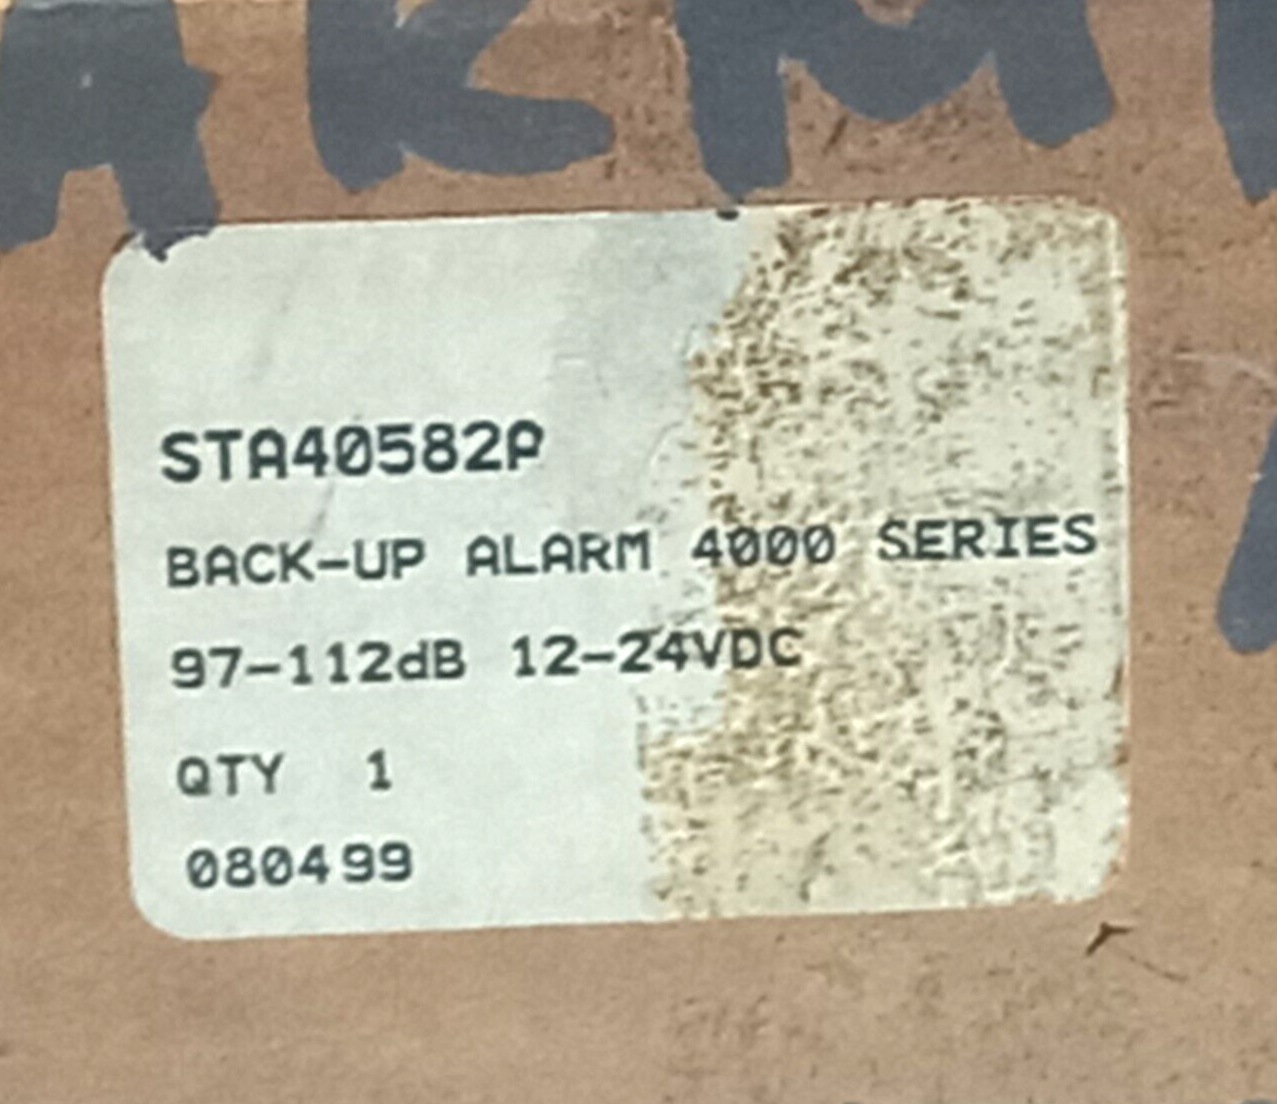 STA40582P
BACK-UP ALARM 4000 SERIES
97-112dB 12-24VDC
QTY 1
080499